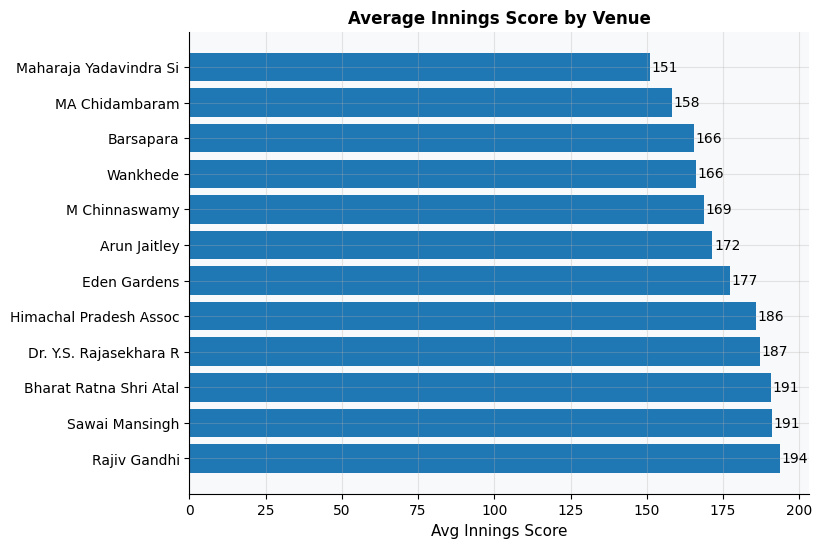 Average Innings Score by Venue
Maharaja Yadavindra Si 151
MA Chidambaram 158
Barsapara 166
Wankhede 166
M Chinnaswamy 169
Arun Jaitley 172
Eden Gardens 177
Himachal Pradesh Assoc 186
Dr. Y.S. Rajasekhara R 187
Bharat Ratna Shri Atal 191
Sawai Mansingh 191
Rajiv Gandhi 194
0 25 50 75 100 125 150 175 200
Avg Innings Score